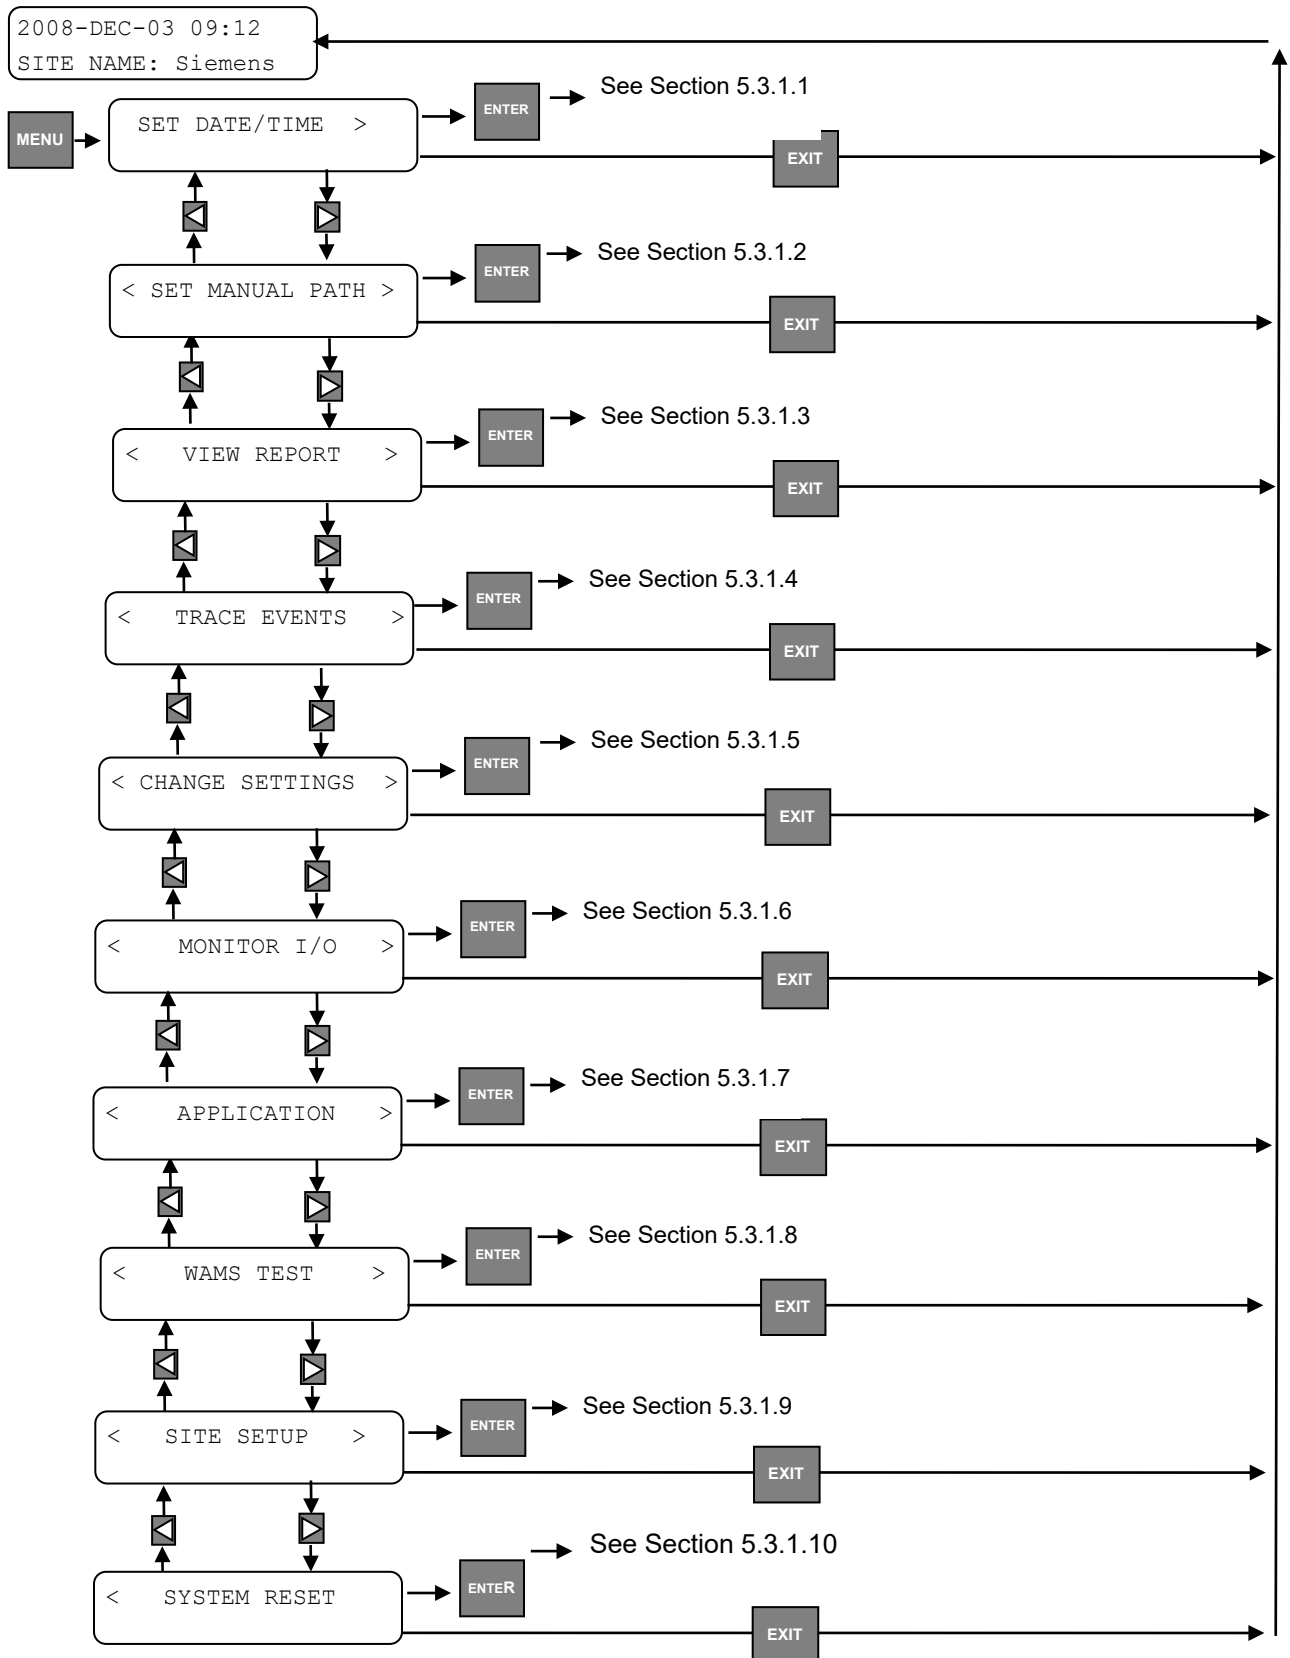 2008-DEC-03 09:12
SITE NAME: Siemens
MENU
SET DATE/TIME >
ENTER
See Section 5.3.1.1
EXIT
< SET MANUAL PATH >
ENTER
See Section 5.3.1.2
EXIT
< VIEW REPORT >
ENTER
See Section 5.3.1.3
EXIT
< TRACE EVENTS >
ENTER
See Section 5.3.1.4
EXIT
< CHANGE SETTINGS >
ENTER
See Section 5.3.1.5
EXIT
< MONITOR I/O >
ENTER
See Section 5.3.1.6
EXIT
< APPLICATION >
ENTER
See Section 5.3.1.7
EXIT
< WAMS TEST >
ENTER
See Section 5.3.1.8
EXIT
< SITE SETUP >
ENTER
See Section 5.3.1.9
EXIT
< SYSTEM RESET
ENTER
See Section 5.3.1.10
EXIT